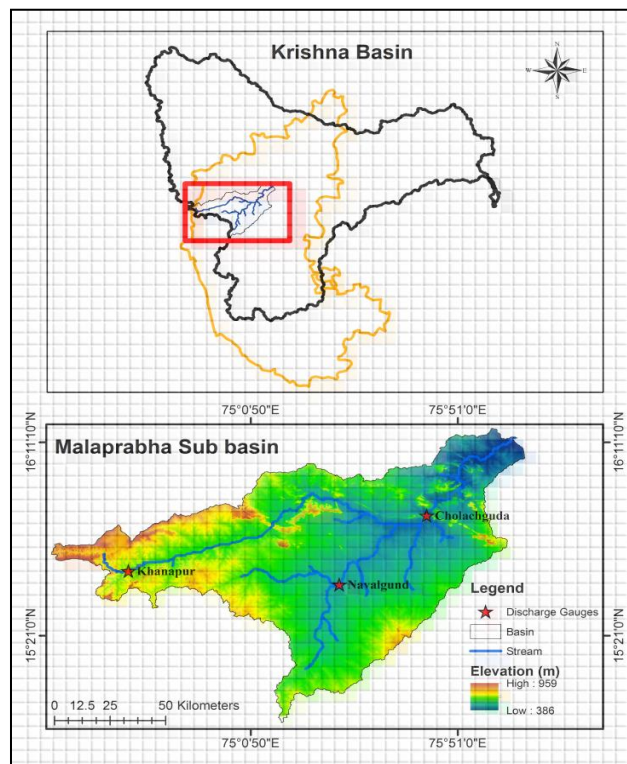 Krishna Basin
N
W E
S
75°0'50"E 75°51'0"E
16°11'10"N
16°11'10"N
Malaprabha Sub basin
Cholachguda
Khanapur
Navalgund
Legend
Discharge Gauges
Basin
Stream
Elevation (m)
High : 959
Low : 386
15°21'0"N
15°21'0"N
0 12.5 25 50 Kilometers
75°0'50"E 75°51'0"E